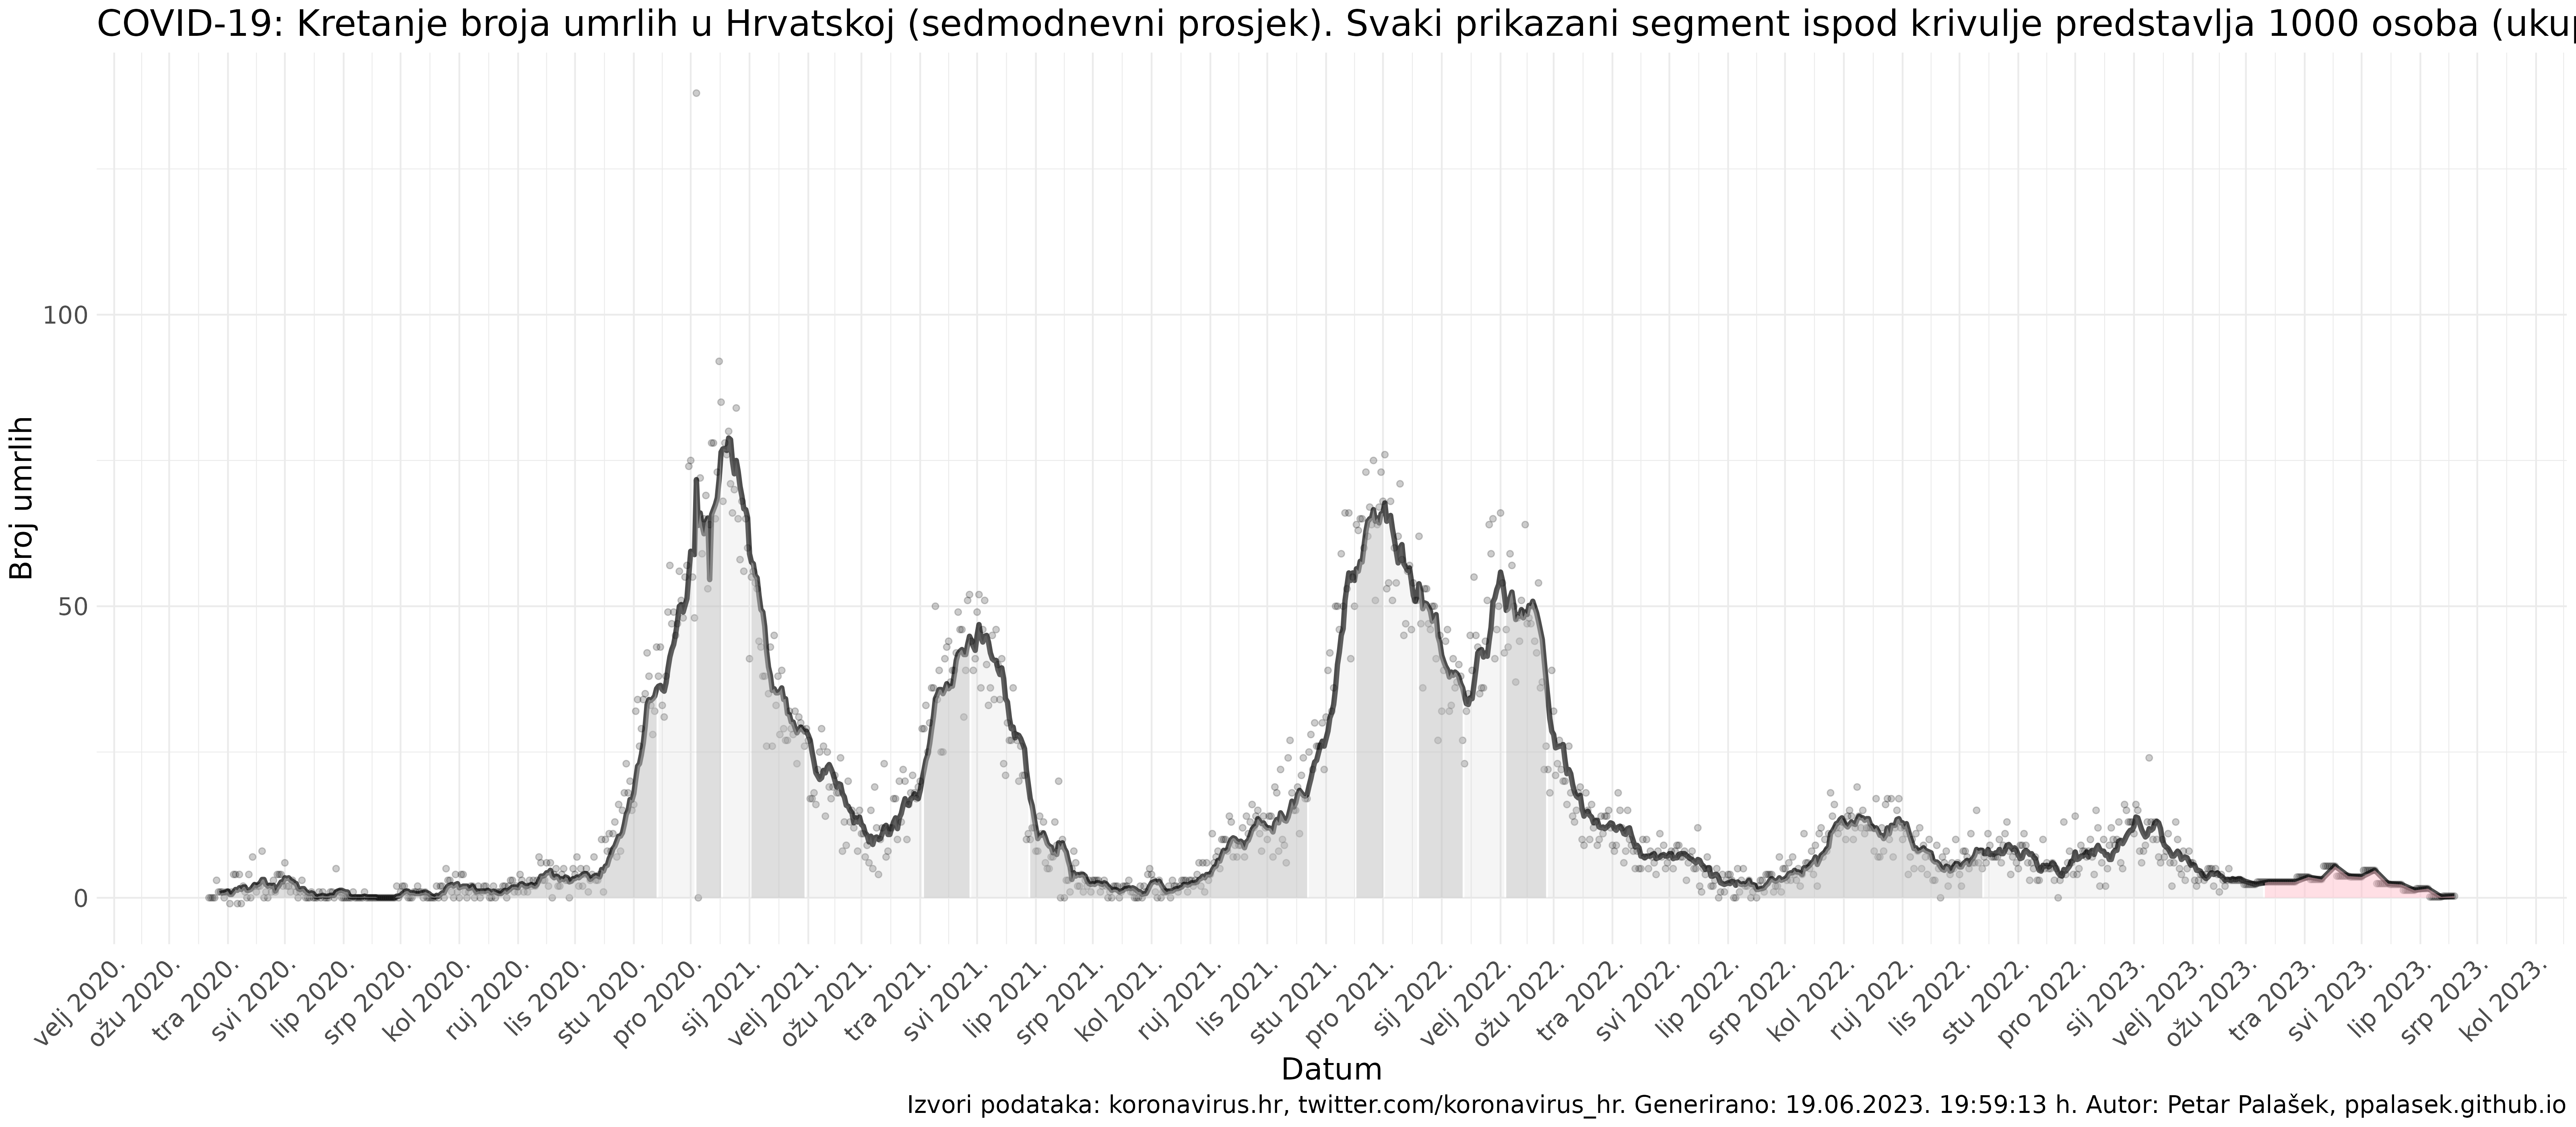 COVID-19: Kretanje broja umrlih u Hrvatskoj (sedmodnevni prosjek). Svaki prikazani segment ispod krivulje predstavlja 1000 osoba
Broj umrlih
100
50
0
velj 2020.
ožu 2020.
tra 2020.
svi 2020.
lip 2020.
srp 2020.
kol 2020.
ruj 2020.
lis 2020.
stu 2020.
pro 2020.
sij 2021.
velj 2021.
ožu 2021.
tra 2021.
svi 2021.
lip 2021.
srp 2021.
kol 2021.
ruj 2021.
lis 2021.
stu 2021.
pro 2021.
sij 2022.
velj 2022.
ožu 2022.
tra 2022.
svi 2022.
lip 2022.
srp 2022.
kol 2022.
ruj 2022.
lis 2022.
stu 2022.
pro 2022.
sij 2023.
velj 2023.
ožu 2023.
tra 2023.
svi 2023.
lip 2023.
srp 2023.
kol 2023.
Datum
Izvori podataka: koronavirus.hr, twitter.com/koronavirus_hr. Generirano: 19.06.2023. 19:59:13 h. Autor: Petar Palašek, ppalasek.github.io